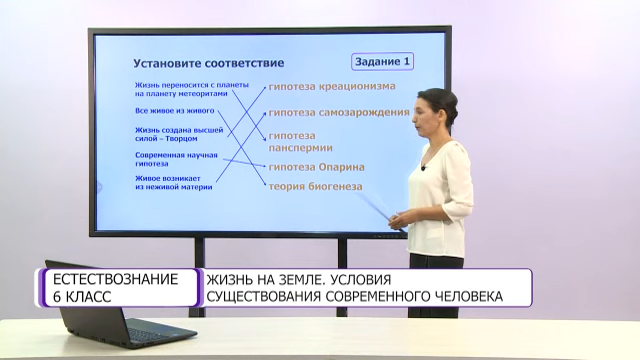 Установите соответствие
Задание 1
Жизнь переносится с планеты
на планету метеоритами
Все живое из живого
Жизнь создана высшей
силой – Творцом
Современная научная
гипотеза
Живое возникает
из неживой материи
гипотеза креационизма
гипотеза самозарождения
гипотеза
панспермии
гипотеза Опарина
теория биогенеза
ЕСТЕСТВОЗНАНИЕ
6 КЛАСС
ЖИЗНЬ НА ЗЕМЛЕ. УСЛОВИЯ
СУЩЕСТВОВАНИЯ СОВРЕМЕННОГО ЧЕЛОВЕКА